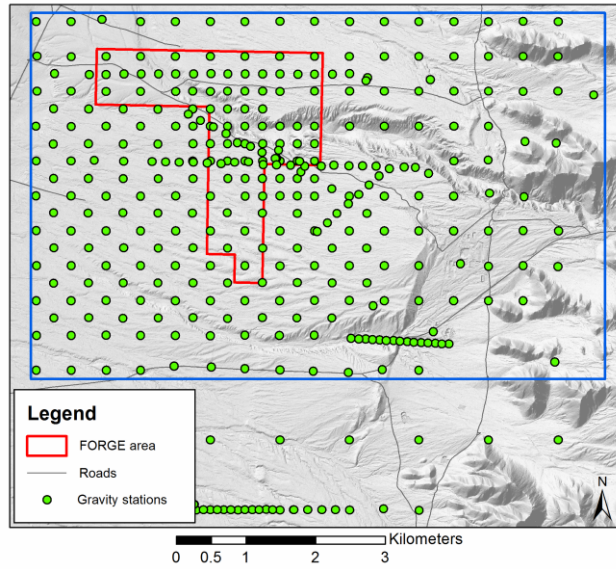 N
Legend
FORGE area
Roads
Gravity stations
Kilometers
0 0.5 1 2 3